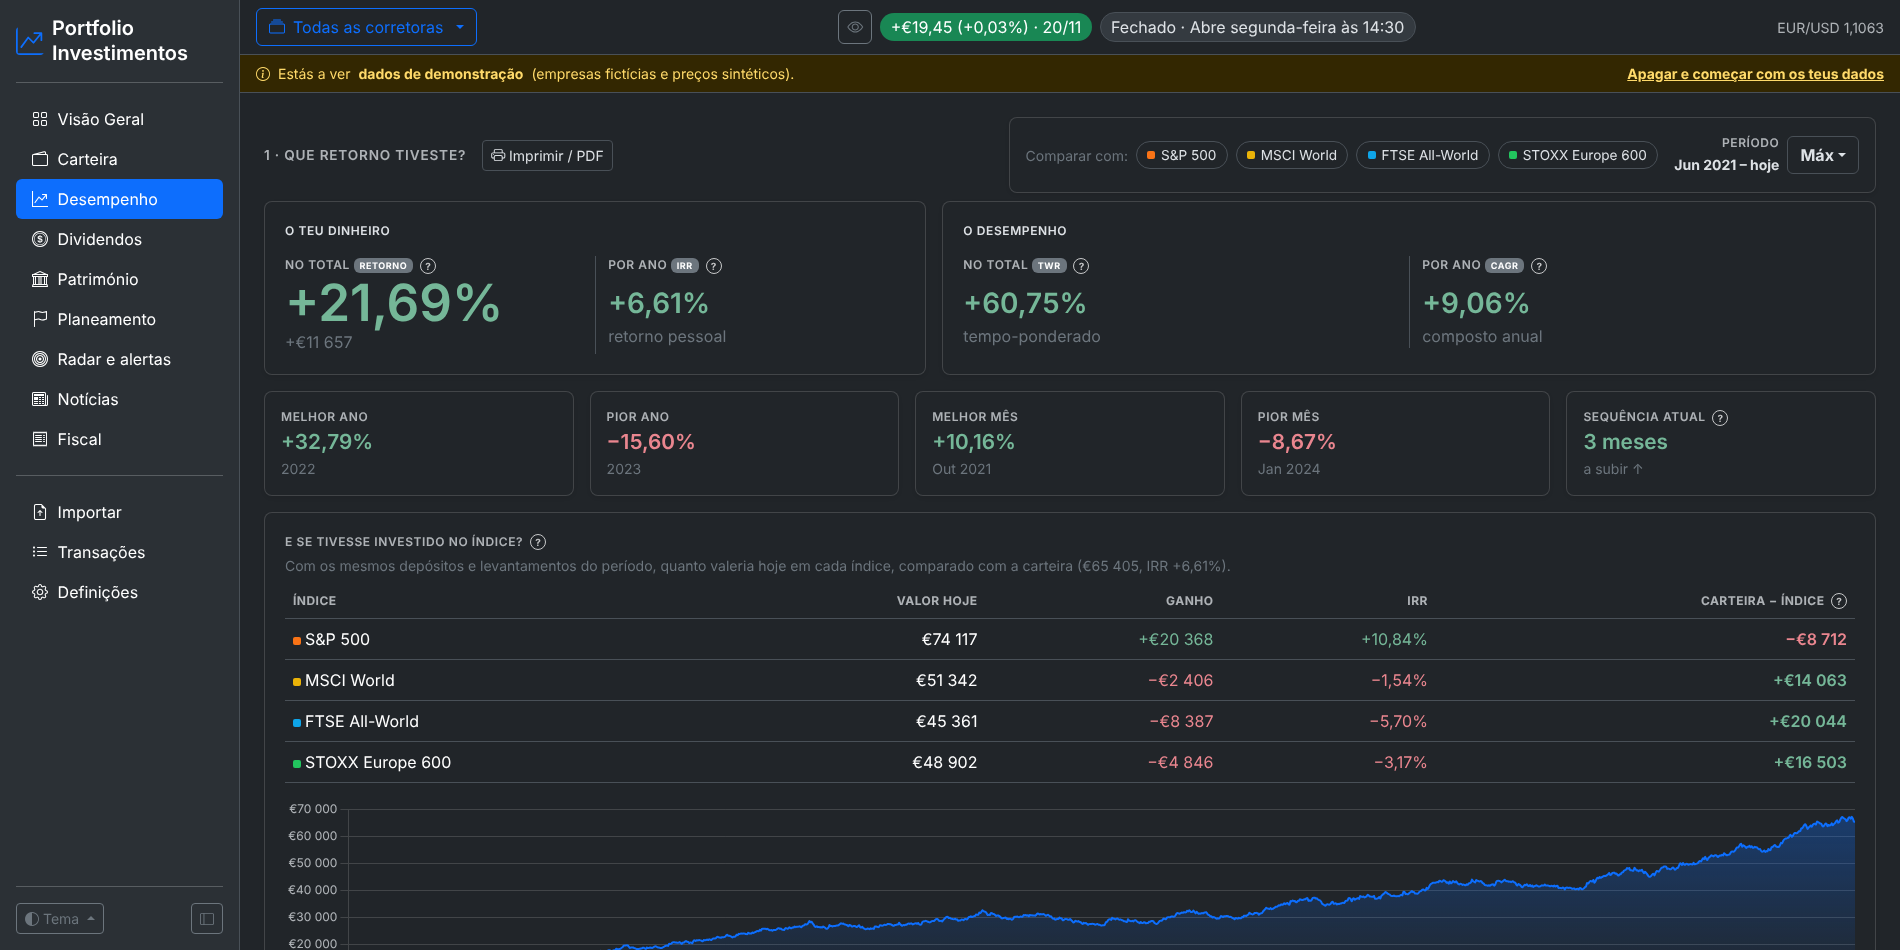 Portfolio
Investimentos
Visão Geral
Carteira
Desempenho
Dividendos
Património
Planeamento
Radar e alertas
Notícias
Fiscal
Importar
Transações
Definições
Tema
Todas as corretoras
+€19,45 (+0,03%) · 20/11
Fechado · Abre segunda-feira às 14:30
EUR/USD 1,1063
Estás a ver dados de demonstração (empresas fictícias e preços sintéticos).
Apagar e começar com os teus dados
1 · QUE RETORNO TIVESTE?
Imprimir / PDF
Comparar com:
S&P 500
MSCI World
FTSE All-World
STOXX Europe 600
PERÍODO
Jun 2021 – hoje
Máx
O TEU DINHEIRO
NO TOTAL RETORNO ?
+21,69%
+€11 657
POR ANO IRR ?
+6,61%
retorno pessoal
O DESEMPENHO
NO TOTAL TWR ?
+60,75%
tempo-ponderado
POR ANO CAGR ?
+9,06%
composto anual
MELHOR ANO
+32,79%
2022
PIOR ANO
−15,60%
2023
MELHOR MÊS
+10,16%
Out 2021
PIOR MÊS
−8,67%
Jan 2024
SEQUÊNCIA ATUAL ?
3 meses
a subir ↑
E SE TIVESSE INVESTIDO NO ÍNDICE? ?
Com os mesmos depósitos e levantamentos do período, quanto valeria hoje em cada índice, comparado com a carteira (€65 405, IRR +6,61%).
ÍNDICE VALOR HOJE GANHO IRR CARTEIRA − ÍNDICE ?
S&P 500 €74 117 +€20 368 +10,84% −€8 712
MSCI World €51 342 −€2 406 −1,54% +€14 063
FTSE All-World €45 361 −€8 387 −5,70% +€20 044
STOXX Europe 600 €48 902 −€4 846 −3,17% +€16 503
€70 000
€60 000
€50 000
€40 000
€30 000
€20 000